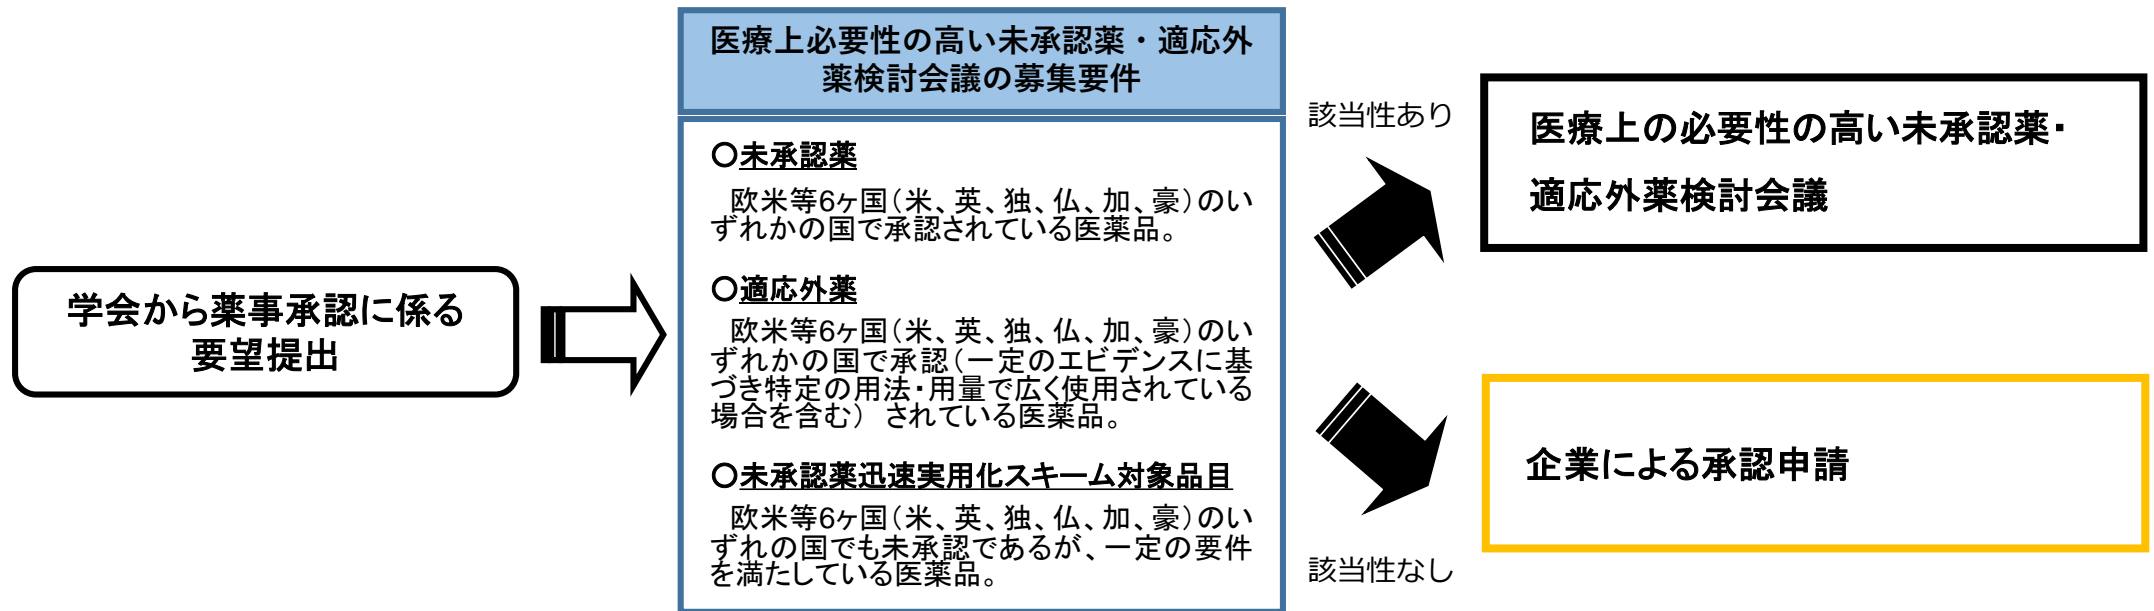 学会から薬事承認に係る
要望提出
医療上必要性の高い未承認薬・適応外
薬検討会議の募集要件
○未承認薬
欧米等6ヶ国（米、英、独、仏、加、豪）のい
ずれかの国で承認されている医薬品。
○適応外薬
欧米等6ヶ国（米、英、独、仏、加、豪）のい
ずれかの国で承認（一定のエビデンスに基
づき特定の用法・用量で広く使用されている
場合を含む） されている医薬品。
○未承認薬迅速実用化スキーム対象品目
欧米等6ヶ国（米、英、独、仏、加、豪）のい
ずれの国でも未承認であるが、一定の要件
を満たしている医薬品。
該当性あり
医療上の必要性の高い未承認薬・
適応外薬検討会議
該当性なし
企業による承認申請